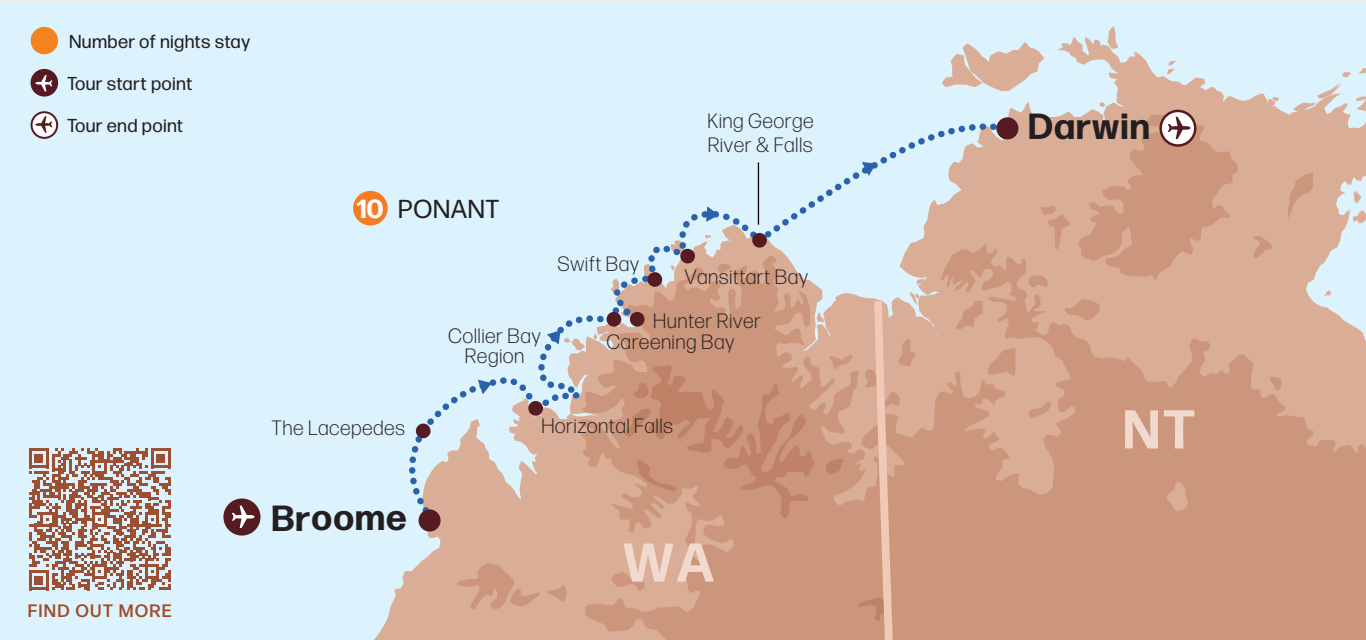 Number of nights stay
Tour start point
Tour end point
King George
River & Falls
Darwin
10 PONANT
Swift Bay
Vansittart Bay
Hunter River
Careening Bay
Collier Bay
Region
The Lacepedes
Horizontal Falls
NT
Broome
WA
FIND OUT MORE